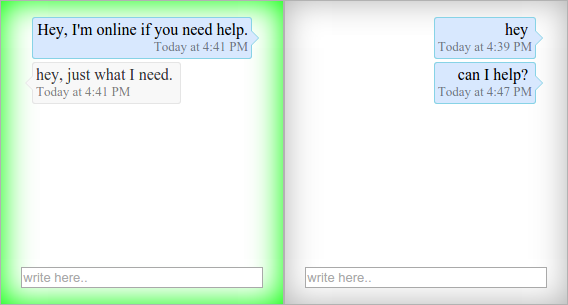 Hey, I'm online if you need help.
Today at 4:41 PM
hey, just what I need.
Today at 4:41 PM
write here..
hey
Today at 4:39 PM
can I help?
Today at 4:47 PM
write here..